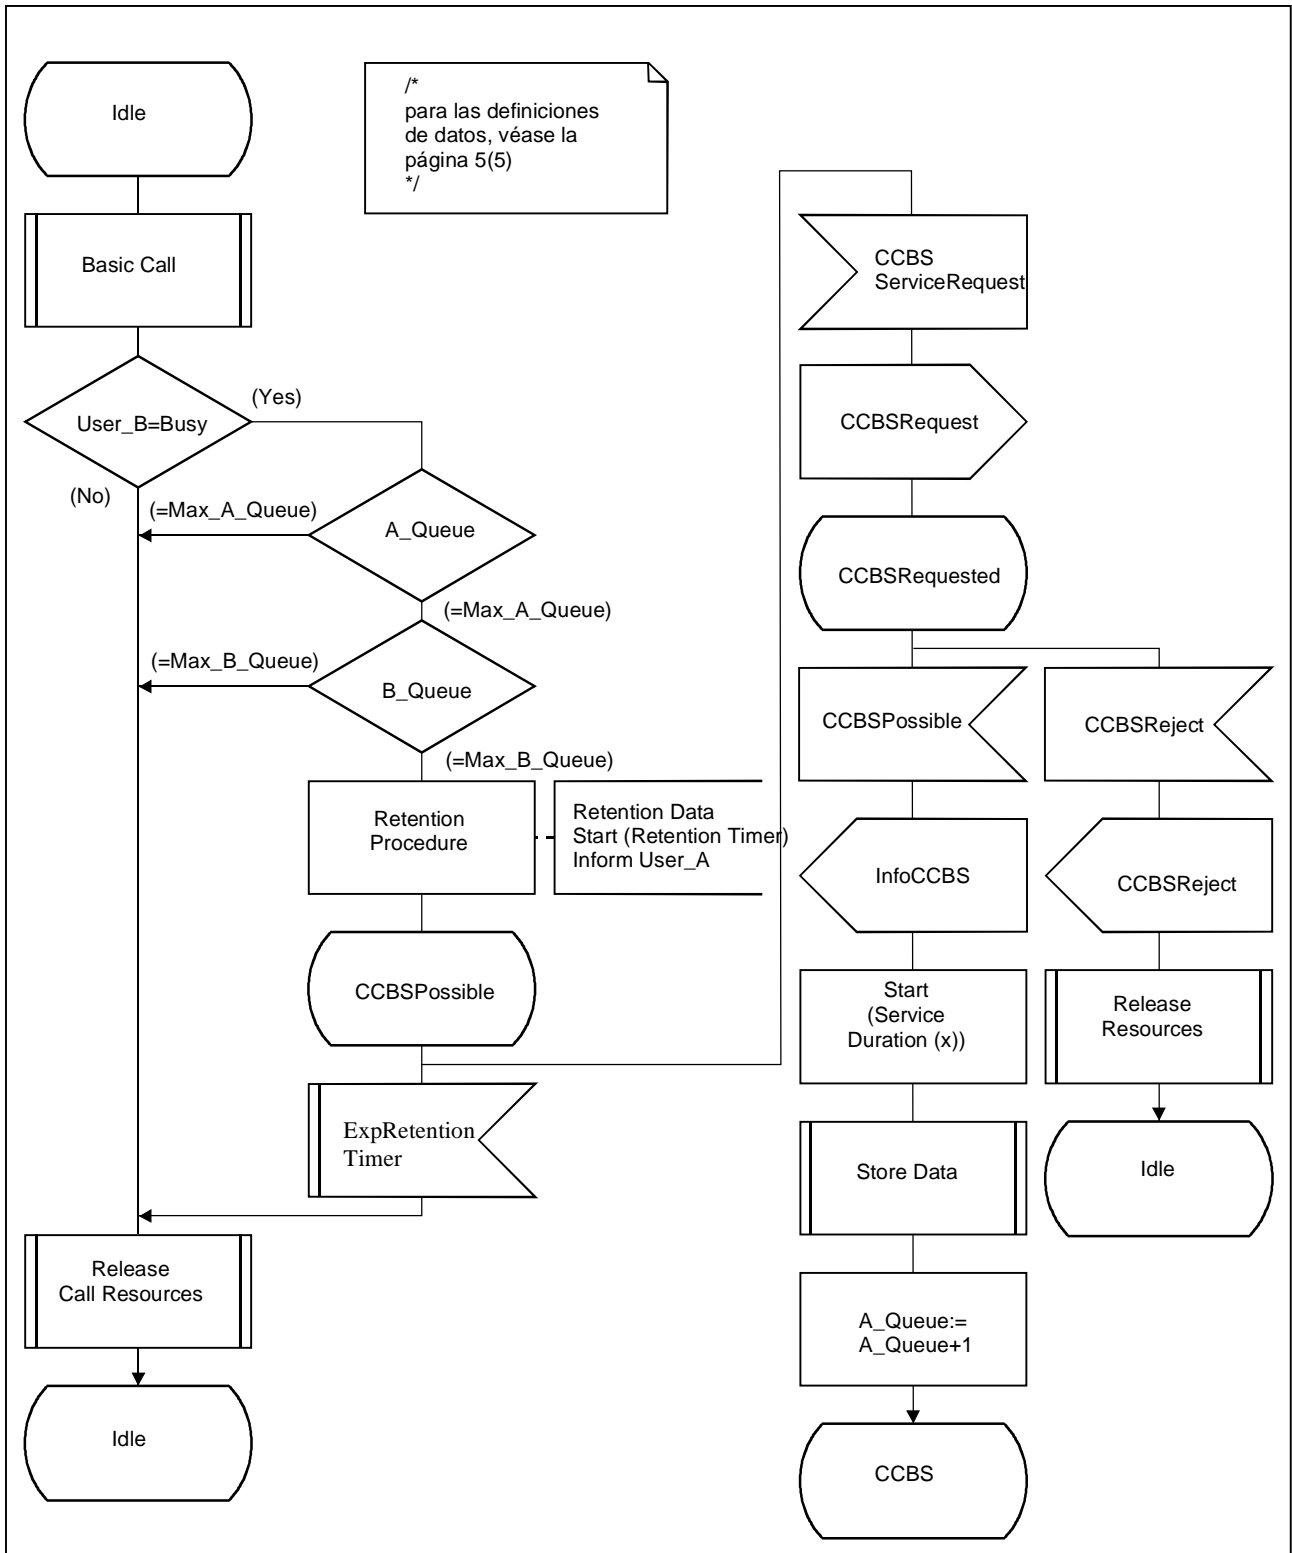 Idle
/*
para las definiciones
de datos, véase la
página 5(5)
*/
Basic Call
User_B=Busy
(Yes)
(No)
(=Max_A_Queue)
A_Queue
(=Max_A_Queue)
(=Max_B_Queue)
B_Queue
(=Max_B_Queue)
Retention
Procedure
Retention Data
Start (Retention Timer)
Inform User_A
CCBSPossible
ExpRetention
Timer
Release
Call Resources
Idle
CCBS
ServiceRequest
CCBSRequest
CCBSRequested
CCBSPossible
InfoCCBS
Start
(Service
Duration (x))
Store Data
A_Queue:=
A_Queue+1
CCBS
CCBSReject
CCBSReject
Release
Resources
Idle